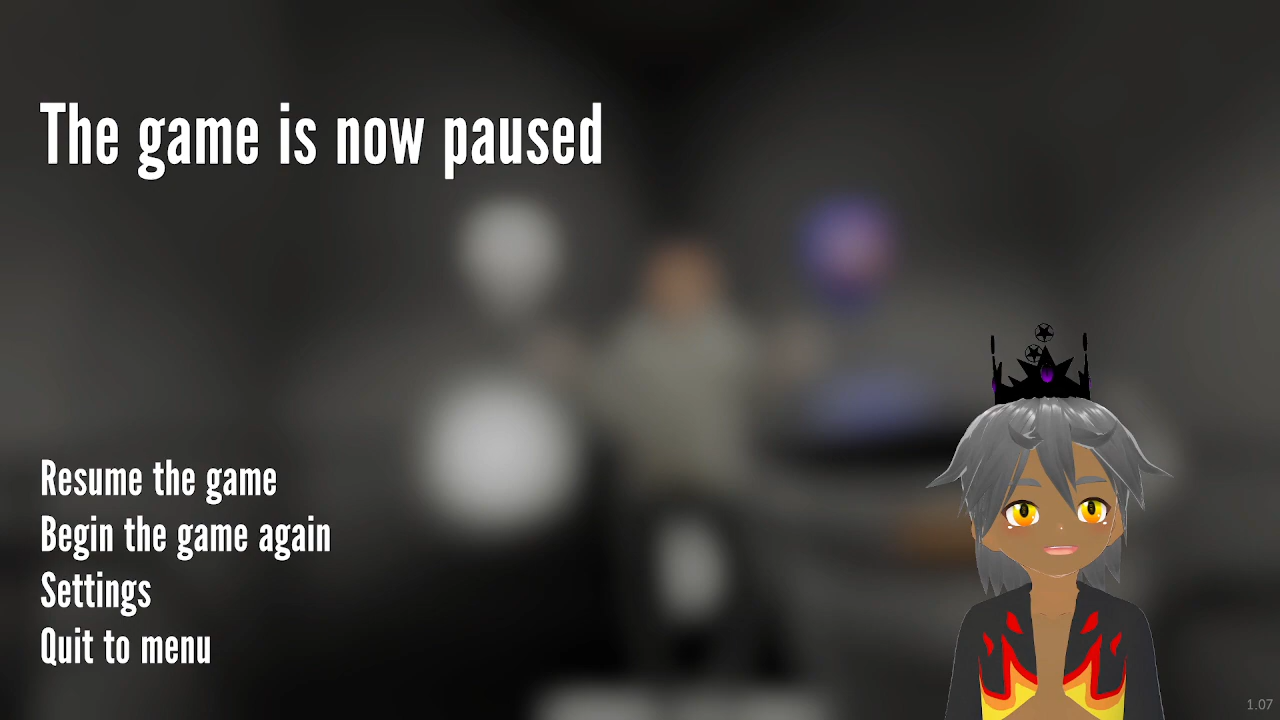 The game is now paused
Resume the game
Begin the game again
Settings
Quit to menu
1.07